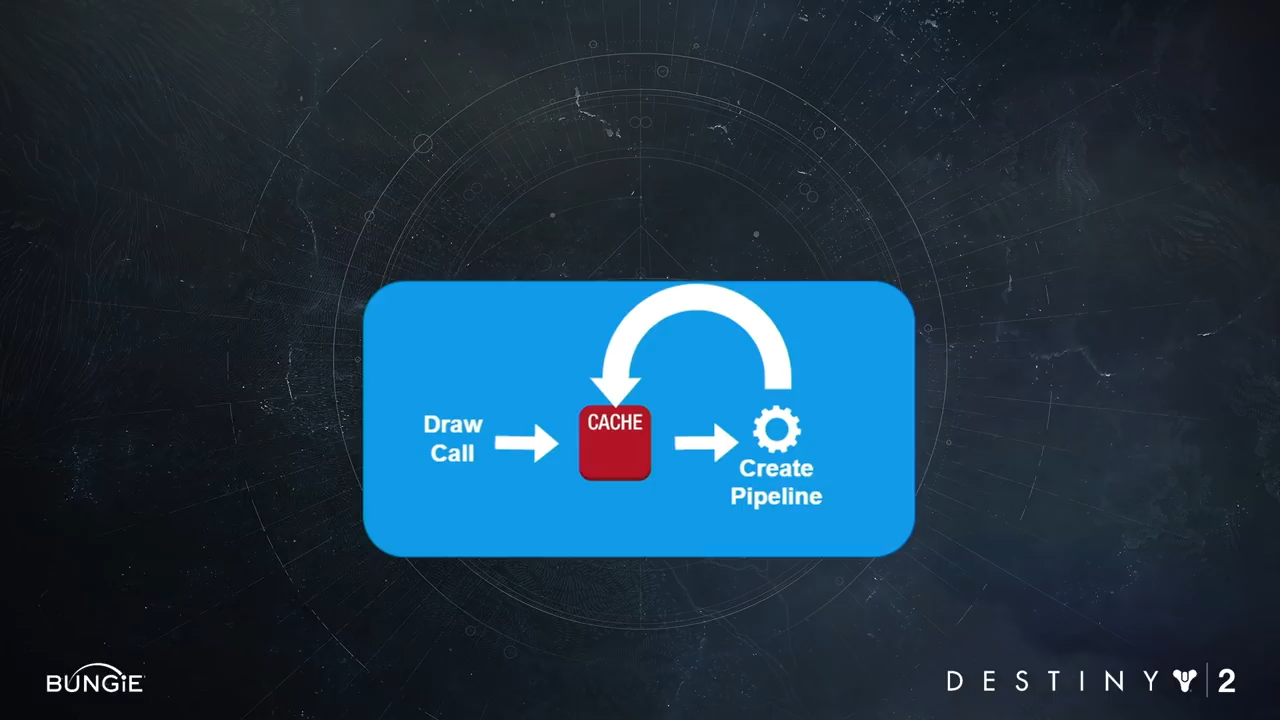 Draw
Call
CACHE
Create
Pipeline
BUNGiE
DESTINY 2